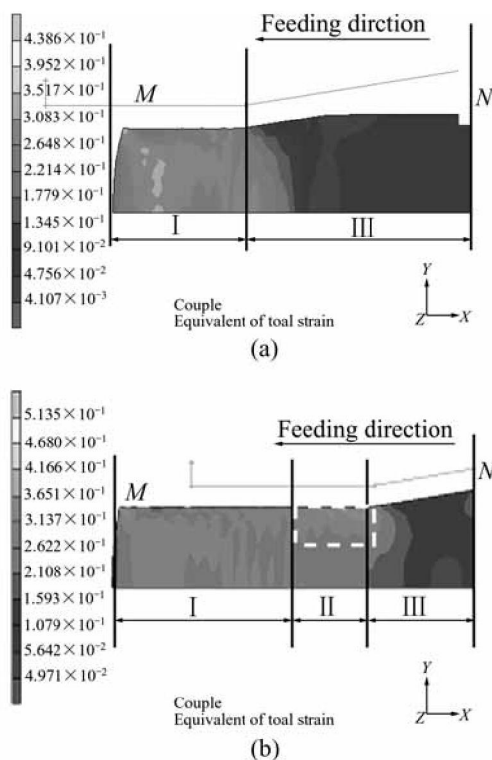 Feeding dirction
4.386×10⁻¹
3.952×10⁻¹
3.517×10⁻¹
3.083×10⁻¹
2.648×10⁻¹
2.214×10⁻¹
1.779×10⁻¹
1.345×10⁻¹
9.101×10⁻²
4.756×10⁻²
4.107×10⁻³
M
N
I
III
Couple
Equivalent of toal strain
Y
Z
X
(a)
Feeding direction
5.135×10⁻¹
4.680×10⁻¹
4.166×10⁻¹
3.651×10⁻¹
3.137×10⁻¹
2.622×10⁻¹
2.108×10⁻¹
1.593×10⁻¹
1.079×10⁻¹
5.642×10⁻²
4.971×10⁻²
M
N
I
II
III
Couple
Equivalent of toal strain
Y
Z
X
(b)